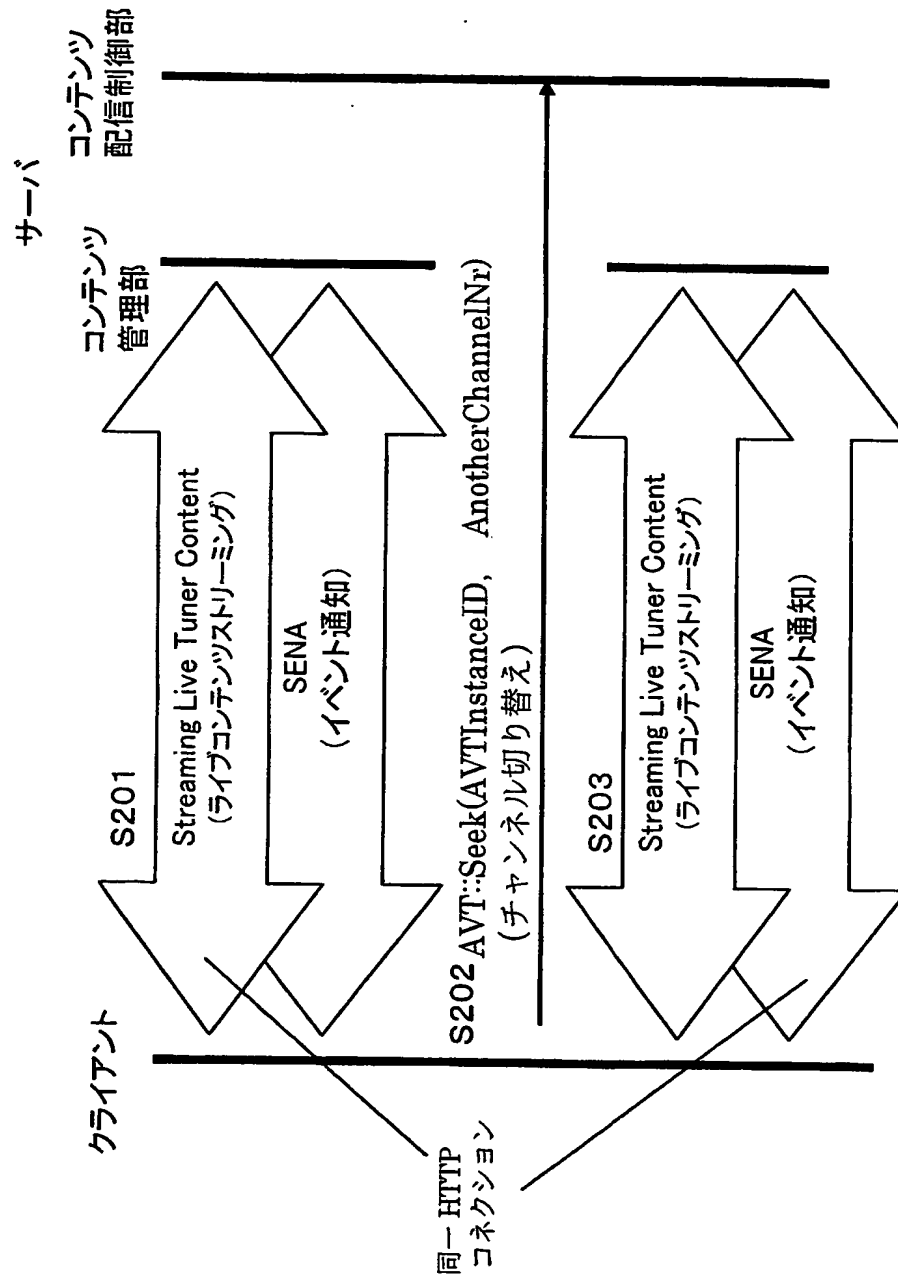 サーバ
クライアント
コンテンツ
管理部
コンテンツ
配信制御部
S201
Streaming Live Tuner Content
(ライブコンテンツストリーミング)
SENA
(イベント通知)
S202 AVT::Seek(AVTInstanceID, AnotherChannelNr)
(チャンネル切り替え)
S203
Streaming Live Tuner Content
(ライブコンテンツストリーミング)
SENA
(イベント通知)
同一HTTP
コネクション